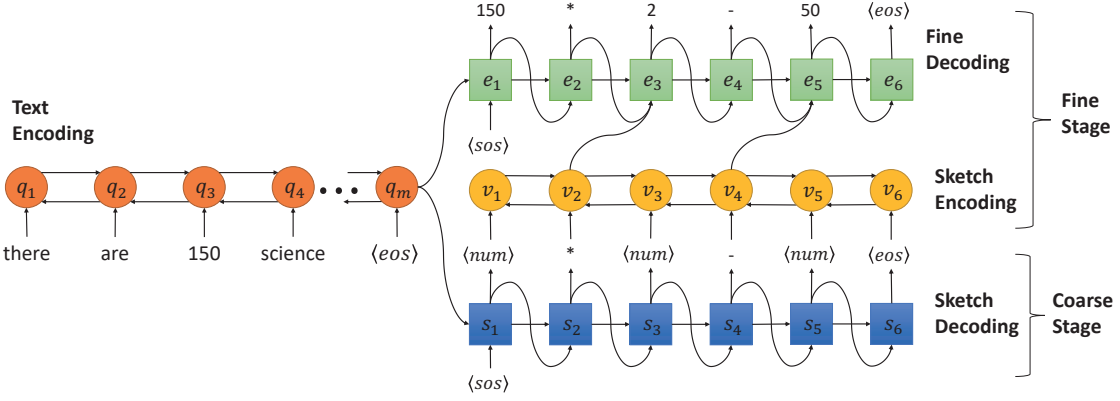 150 * 2 - 50 ⟨eos⟩
Fine
Decoding
e₁ e₂ e₃ e₄ e₅ e₆
⟨sos⟩
Fine
Stage
Text
Encoding
q₁ q₂ q₃ q₄ ••• qₘ
there are 150 science ⟨eos⟩
v₁ v₂ v₃ v₄ v₅ v₆
Sketch
Encoding
⟨num⟩ * ⟨num⟩ - ⟨num⟩ ⟨eos⟩
s₁ s₂ s₃ s₄ s₅ s₆
Sketch
Decoding
Coarse
Stage
⟨sos⟩